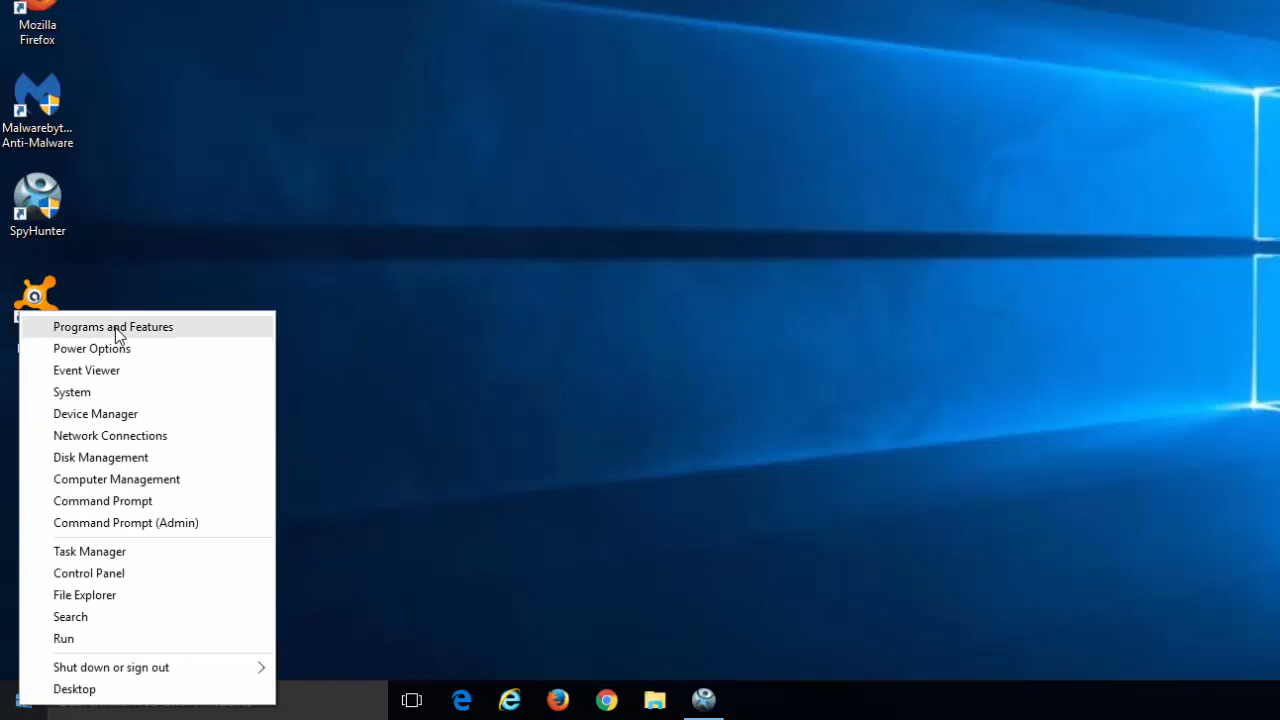 Mozilla
Firefox
Malwarebyt...
Anti-Malware
SpyHunter
Programs and Features
Power Options
Event Viewer
System
Device Manager
Network Connections
Disk Management
Computer Management
Command Prompt
Command Prompt (Admin)
Task Manager
Control Panel
File Explorer
Search
Run
Shut down or sign out
Desktop